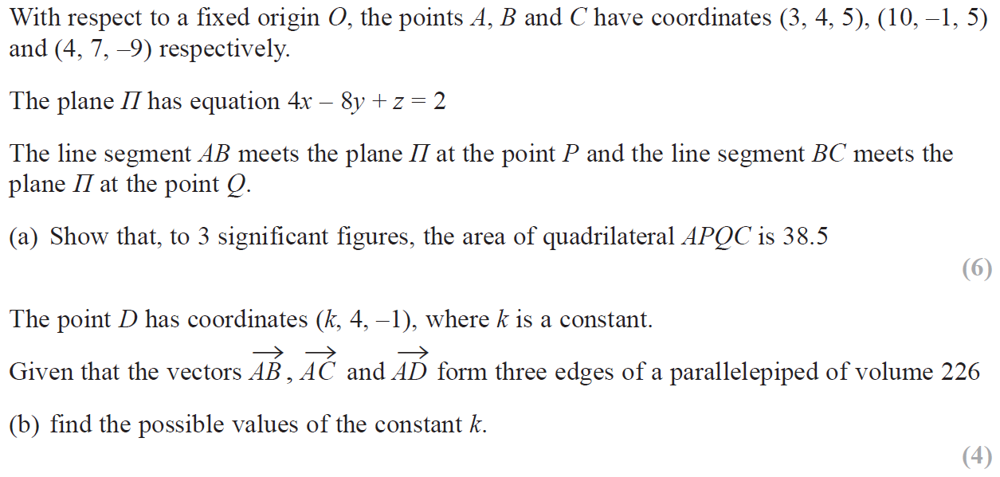 With respect to a fixed origin O, the points A, B and C have coordinates (3, 4, 5), (10, –1, 5)
and (4, 7, –9) respectively.
The plane Π has equation 4x – 8y + z = 2
The line segment AB meets the plane Π at the point P and the line segment BC meets the
plane Π at the point Q.
(a) Show that, to 3 significant figures, the area of quadrilateral APQC is 38.5
(6)
The point D has coordinates (k, 4, –1), where k is a constant.
Given that the vectors $\overrightarrow{AB}$, $\overrightarrow{AC}$ and $\overrightarrow{AD}$ form three edges of a parallelepiped of volume 226
(b) find the possible values of the constant k.
(4)